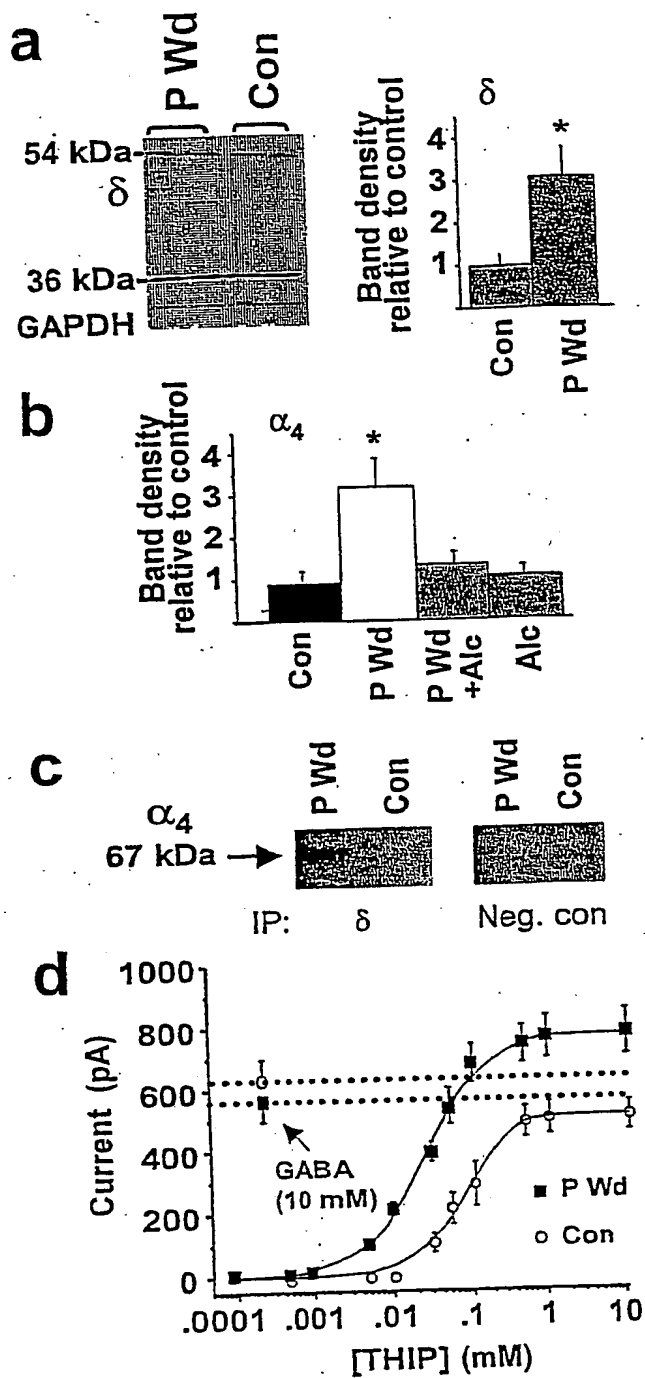 a
P Wd
Con
54 kDa
δ
36 kDa
GAPDH
Band density
relative to control
δ
4
3
2
1
*
Con
P Wd
b
Band density
relative to control
α4
4
3
2
1
*
Con
P Wd
P Wd
+Alc
Alc
c
α4
67 kDa
P Wd
Con
P Wd
Con
IP: δ
Neg. con
d
Current (pA)
1000
800
600
400
200
0
GABA
(10 mM)
P Wd
Con
.0001 .001 .01 .1 1 10
[THIP] (mM)